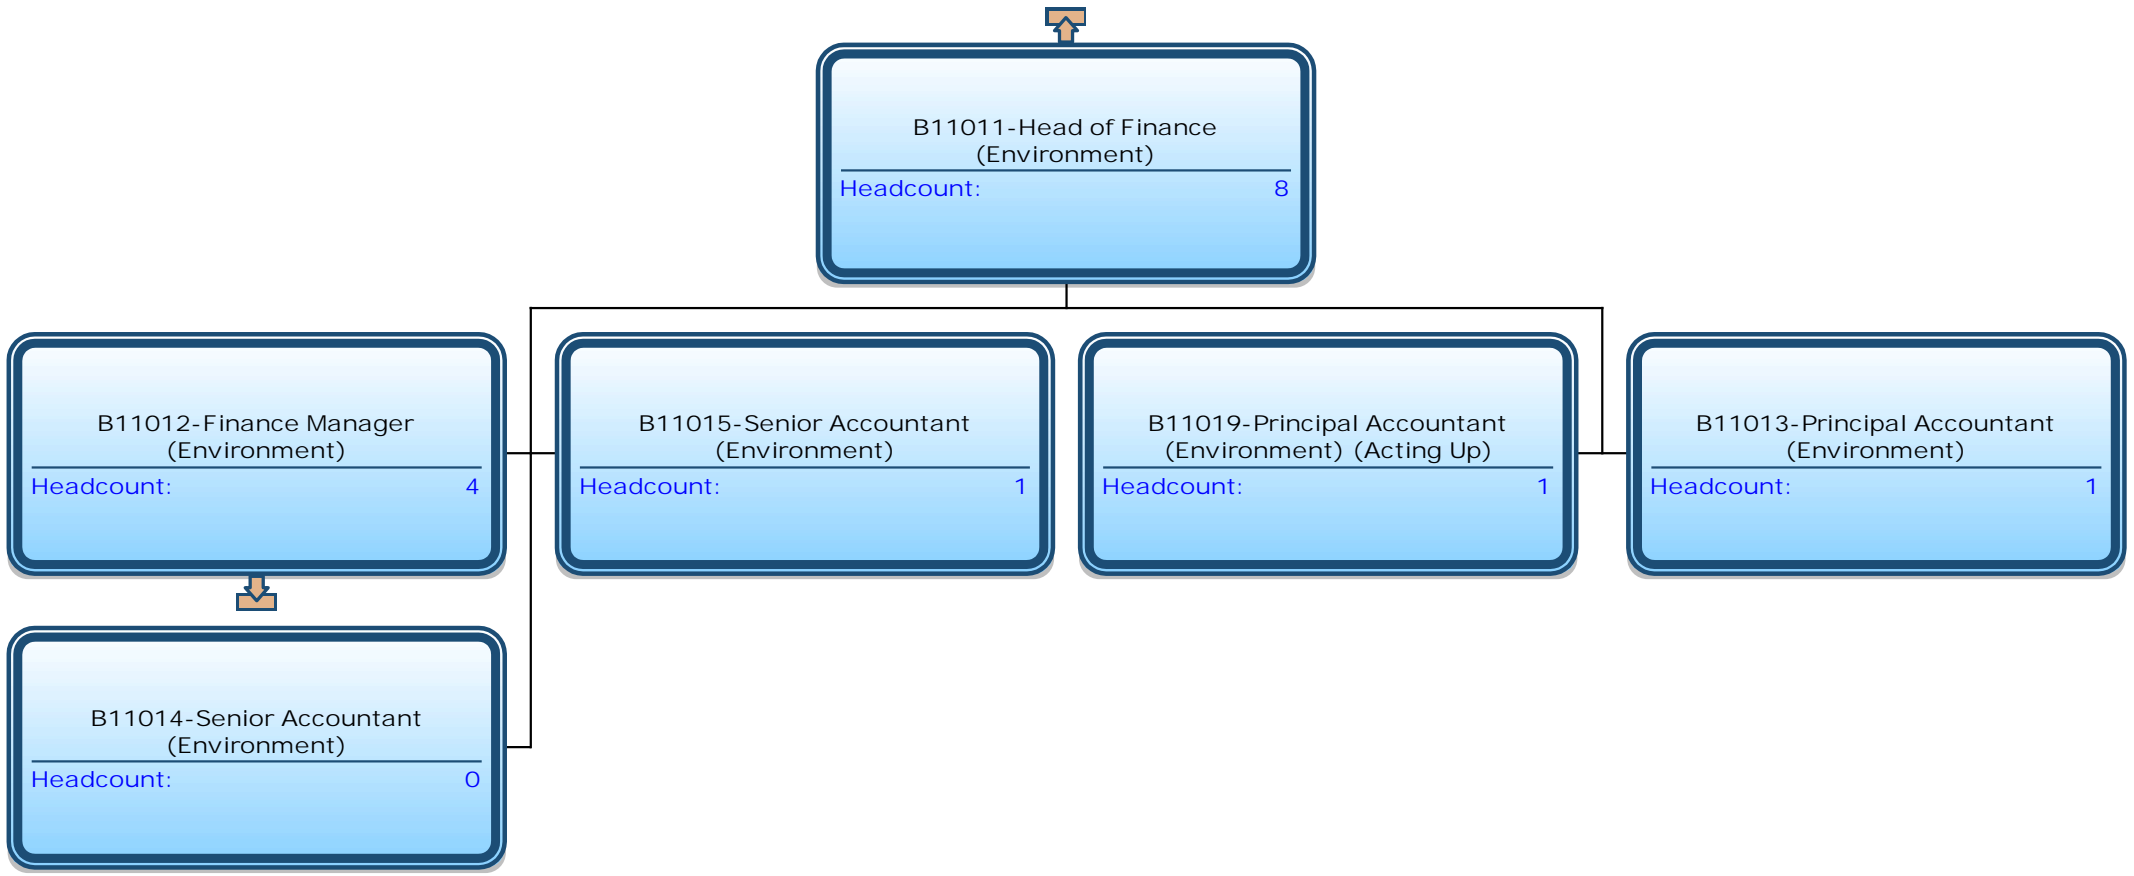 B11011-Head of Finance
(Environment)
Headcount: 8
B11012-Finance Manager
(Environment)
Headcount: 4
B11015-Senior Accountant
(Environment)
Headcount: 1
B11019-Principal Accountant
(Environment) (Acting Up)
Headcount: 1
B11013-Principal Accountant
(Environment)
Headcount: 1
B11014-Senior Accountant
(Environment)
Headcount: 0